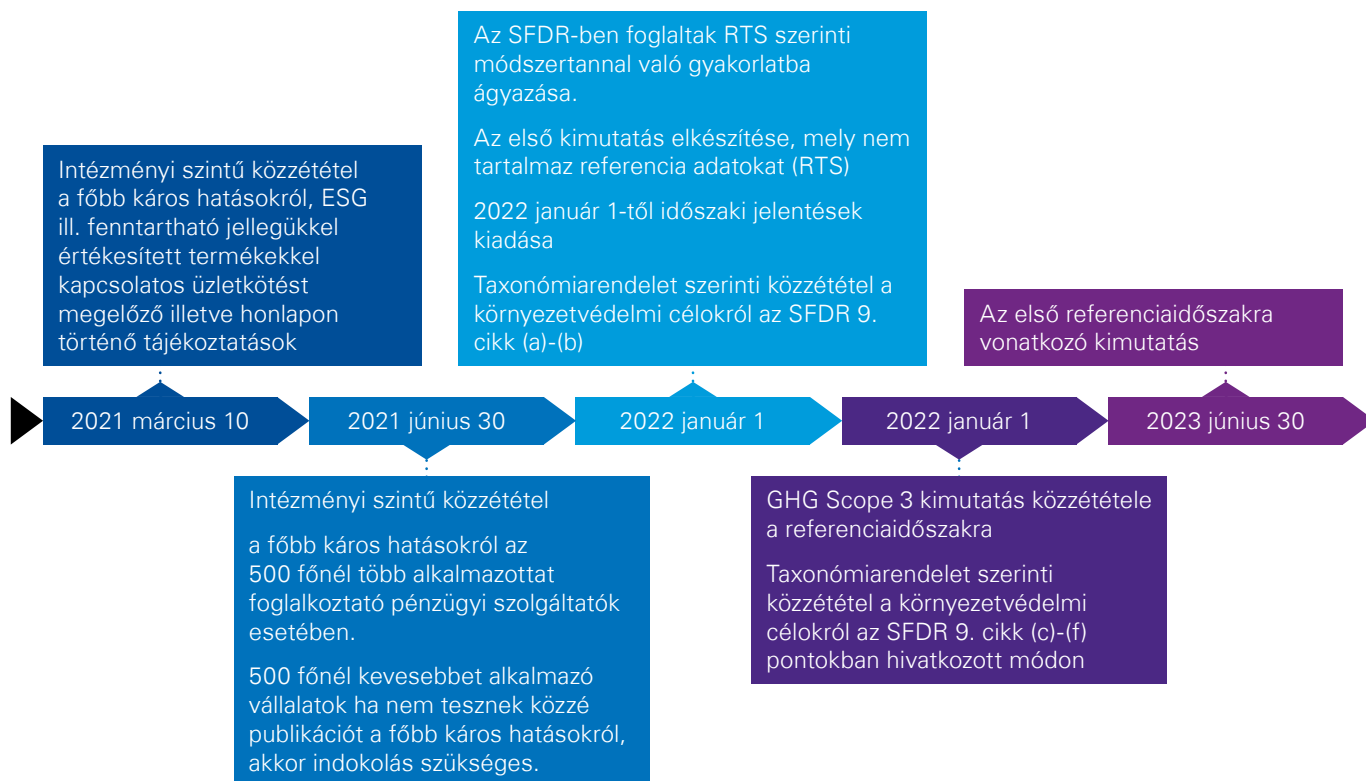 Az SFDR-ben foglaltak RTS szerinti
módszertannal való gyakorlatba
ágyazása.
Az első kimutatás elkészítése, mely nem
tartalmaz referencia adatokat (RTS)
2022 január 1-től időszaki jelentések
kiadása
Taxonómiarendelet szerinti közzététel a
környezetvédelmi célokról az SFDR 9.
cikk (a)-(b)
Intézményi szintű közzététel
a főbb káros hatásokról, ESG
ill. fenntartható jellegükkel
értékesített termékekkel
kapcsolatos üzletkötést
megelőző illetve honlapon
történő tájékoztatások
Az első referenciaidőszakra
vonatkozó kimutatás
2021 március 10
2021 június 30
2022 január 1
2022 január 1
2023 június 30
Intézményi szintű közzététel
a főbb káros hatásokról az
500 főnél több alkalmazottat
foglalkoztató pénzügyi szolgáltatók
esetében.
500 főnél kevesebbet alkalmazó
vállalatok ha nem tesznek közzé
publikációt a főbb káros hatásokról,
akkor indokolás szükséges.
GHG Scope 3 kimutatás közzététele
a referenciaidőszakra
Taxonómiarendelet szerinti
közzététel a környezetvédelmi
célokról az SFDR 9. cikk (c)-(f)
pontokban hivatkozott módon